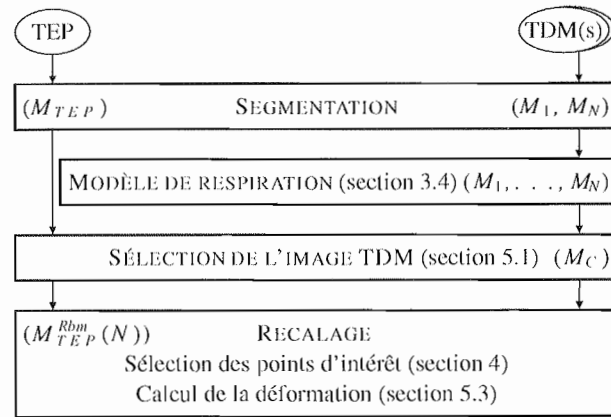 TEP TDM(s)
(M_TEP) SEGMENTATION (M_1, M_N)
MODÈLE DE RESPIRATION (section 3.4) (M_1, . . . , M_N)
SÉLECTION DE L'IMAGE TDM (section 5.1) (M_C)
(M_TEP^Rbm (N)) RECALAGE
Sélection des points d'intérêt (section 4)
Calcul de la déformation (section 5.3)